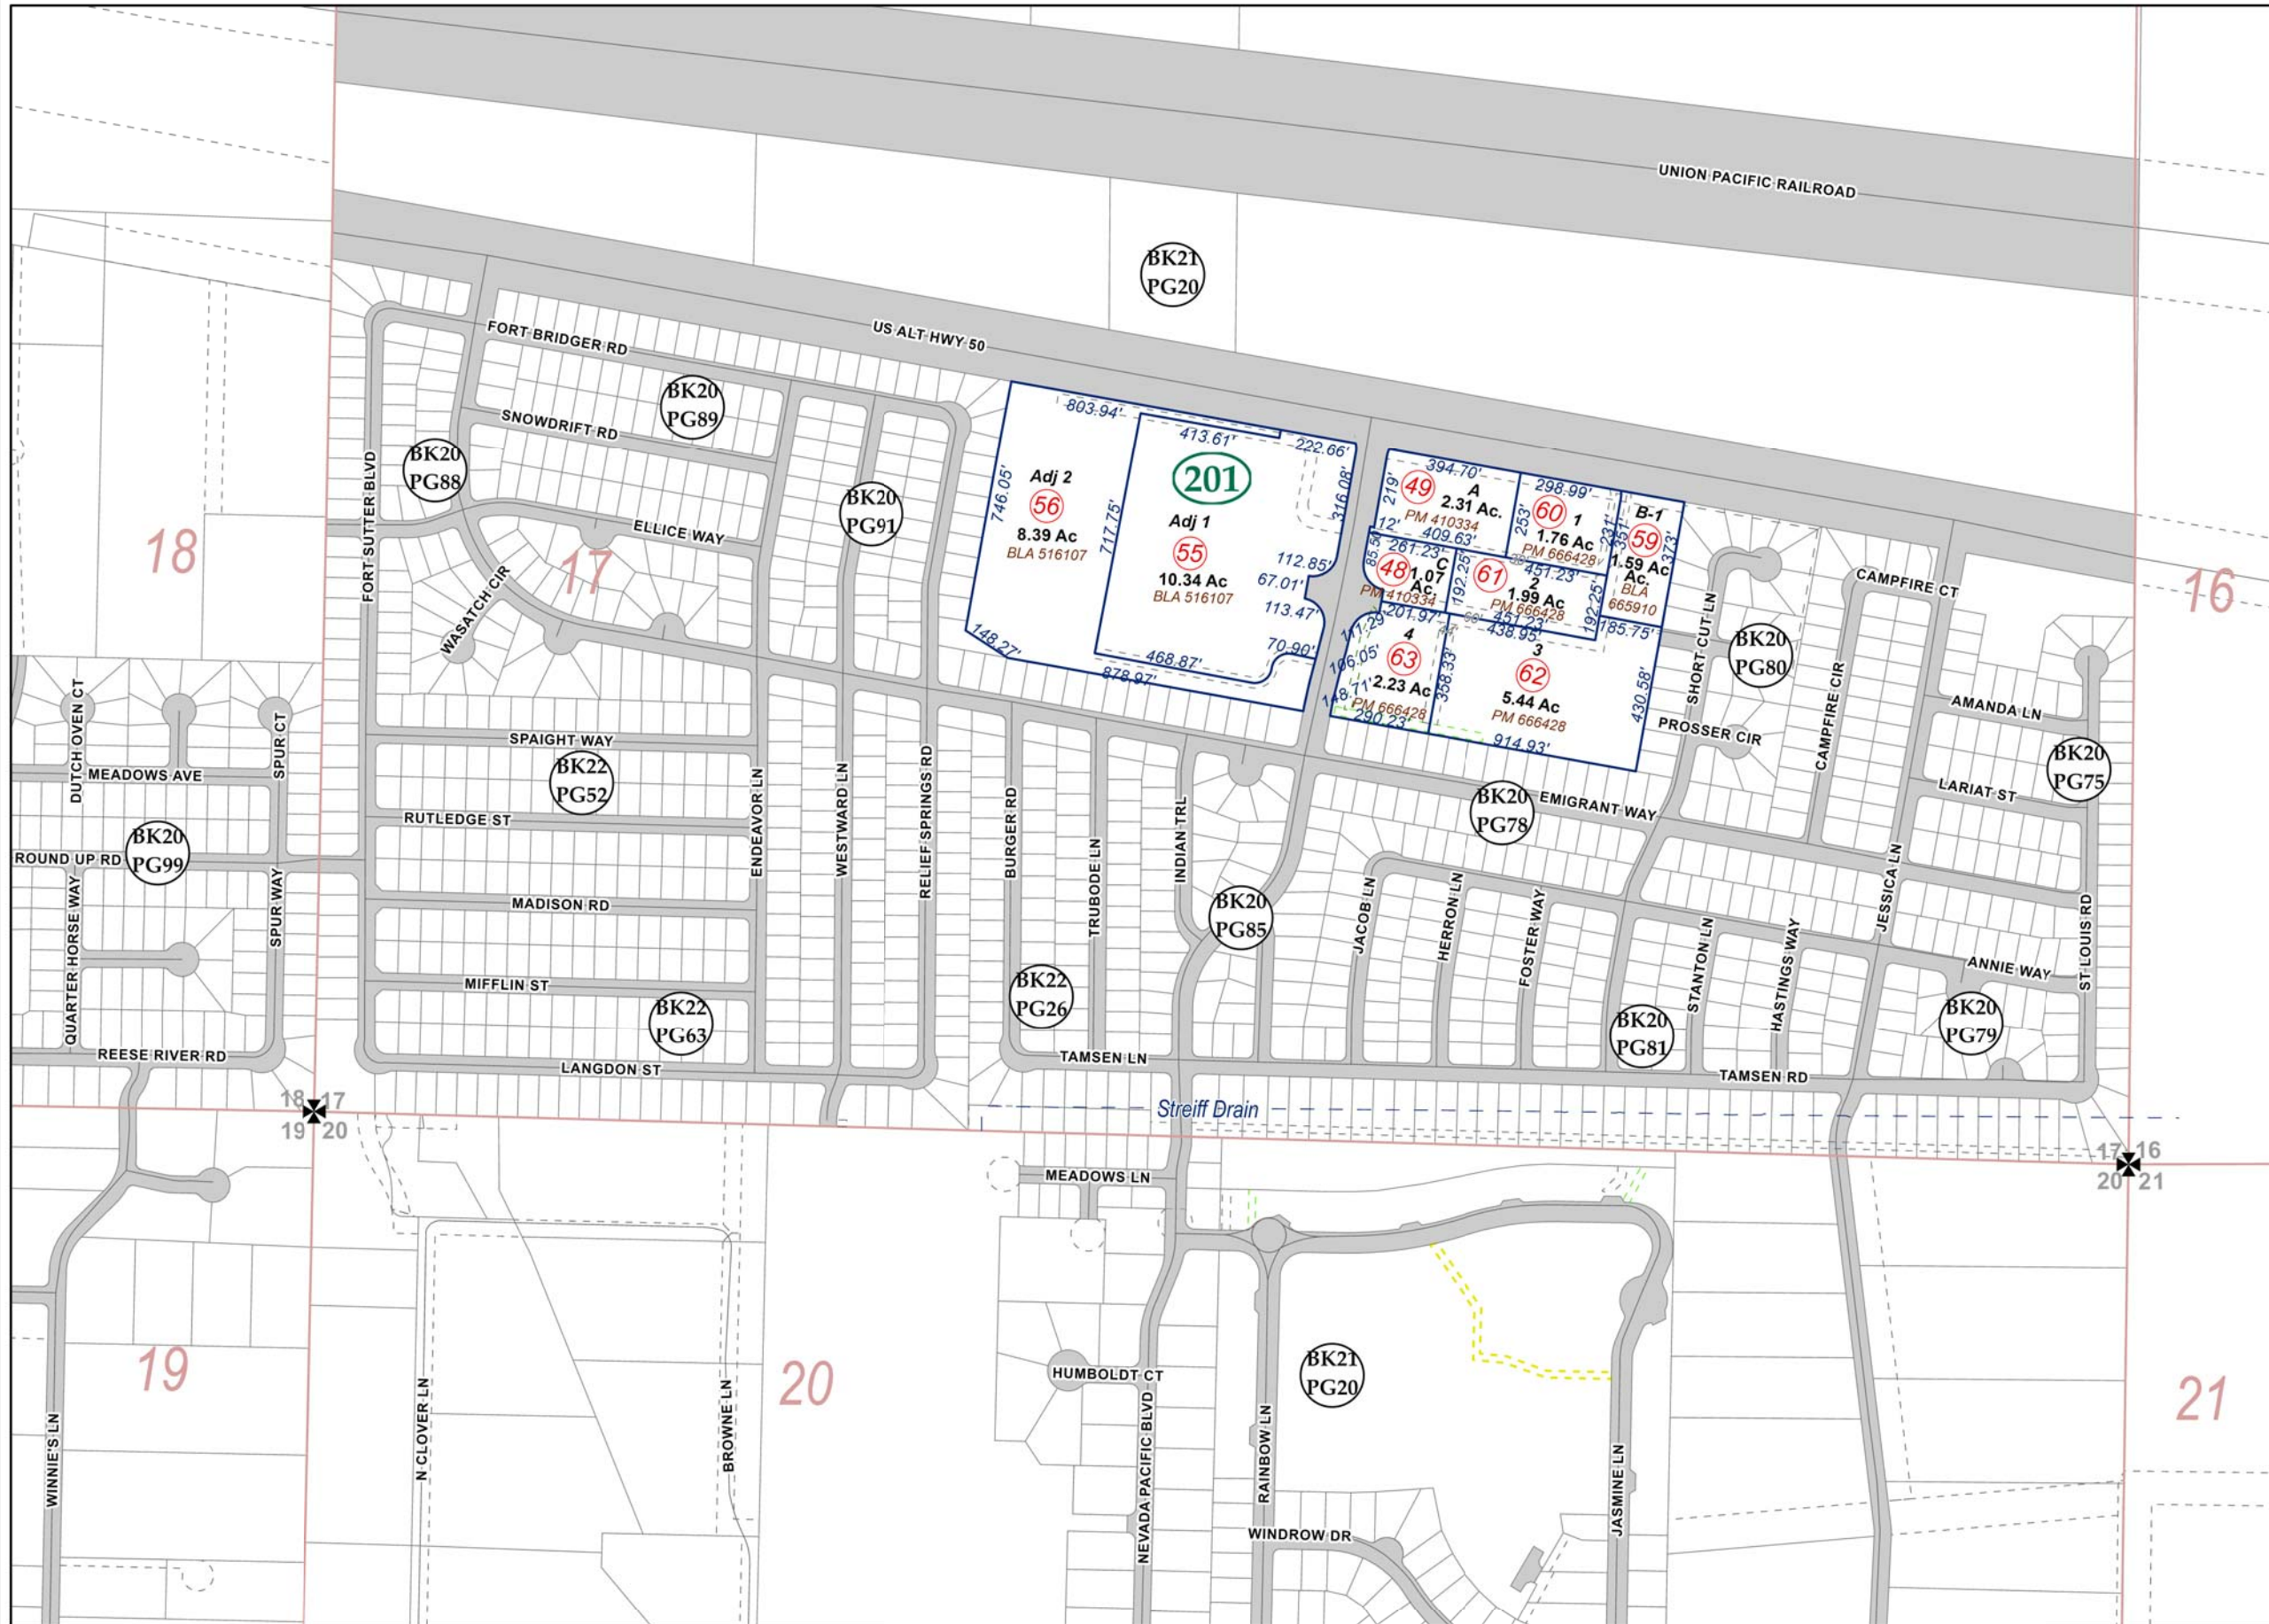 UNION PACIFIC RAILROAD
BK21
PG20
US ALT HWY 50
FORT BRIDGER RD
BK20
PG89
SNOWDRIFT RD
BK20
PG88
FORT SUTTER BLVD
BK20
PG91
ELLICE WAY
WASATCH CIR
18
17
16
803.94'
413.61'
222.66'
201
746.05'
Adj 2
56
8.39 Ac
BLA 516107
717.75'
Adj 1
55
10.34 Ac
BLA 516107
316.08'
112.85'
67.01'
113.47'
70.90'
148.27'
468.87'
878.97'
394.70'
219'
49
A
2.31 Ac.
PM 410334
12'
409.63'
298.99'
253'
60
1
1.76 Ac
PM 666428
231'
351'
B-1
59
373'
1.59 Ac
Ac.
BLA
665910
85.50'
261.23'
48
C
1.07
Ac.
PM 410334
192.25'
61
451.23'
2
1.99 Ac
PM 666428
451.23'
192.25'
185.75'
201.97'
60'
438.95'
111.29'
106.05'
148.71'
4
63
2.23 Ac
PM 666428
290.23'
358.33'
3
62
5.44 Ac
PM 666428
430.58'
914.93'
SHORT CUT LN
CAMPFIRE CT
BK20
PG80
CAMPFIRE CIR
PROSSER CIR
AMANDA LN
BK20
PG75
LARIAT ST
DUTCH OVEN CT
SPUR CT
MEADOWS AVE
SPAIGHT WAY
BK22
PG52
RUTLEDGE ST
ENDEAVOR LN
WESTWARD LN
RELIEF SPRINGS RD
BURGER RD
TRUBODE LN
INDIAN TRL
BK20
PG78
EMIGRANT WAY
ROUND UP RD
BK20
PG99
QUARTER HORSE WAY
SPUR WAY
MADISON RD
BK20
PG85
JACOB LN
HERRON LN
FOSTER WAY
STANTON LN
HASTINGS WAY
JESSICA LN
ANNIE WAY
ST LOUIS RD
MIFFLIN ST
BK22
PG63
BK22
PG26
BK20
PG81
BK20
PG79
REESE RIVER RD
LANGDON ST
TAMSEN LN
TAMSEN RD
Streiff Drain
18 17
19 20
17 16
20 21
MEADOWS LN
19
20
21
WINNIE'S LN
N CLOVER LN
BROWNE LN
HUMBOLDT CT
NEVADA PACIFIC BLVD
RAINBOW LN
BK21
PG20
JASMINE LN
WINDROW DR